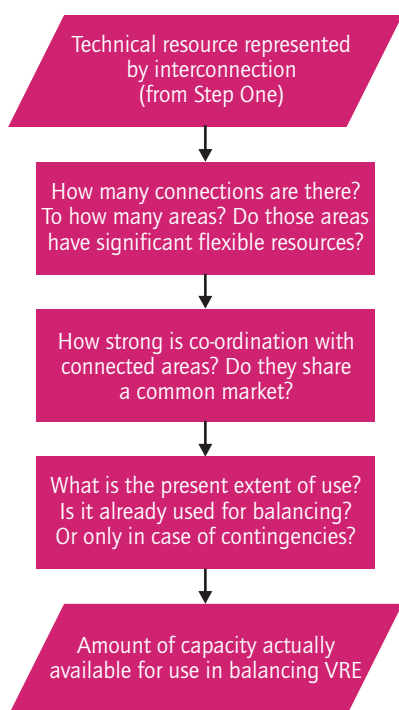 Technical resource represented
by interconnection
(from Step One)
How many connections are there?
To how many areas? Do those areas
have significant flexible resources?
How strong is co-ordination with
connected areas? Do they share
a common market?
What is the present extent of use?
Is it already used for balancing?
Or only in case of contingencies?
Amount of capacity actually
available for use in balancing VRE